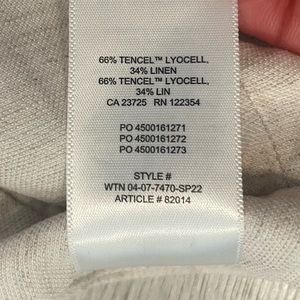 66% TENCEL™ LYOCELL,
34% LINEN
66% TENCEL™ LYOCELL,
34% LIN
CA 23725 RN 122354
PO 4500161271
PO 4500161272
PO 4500161273
STYLE #
WTN 04-07-7470-SP22
ARTICLE # 82014